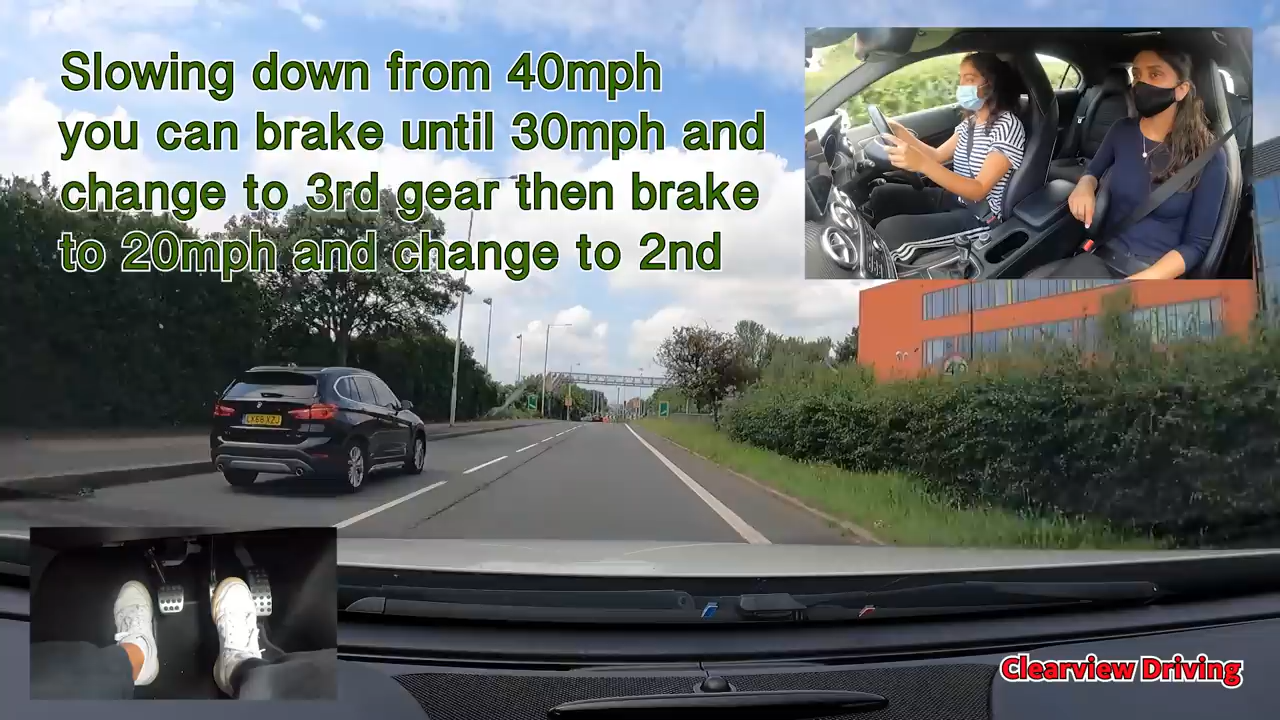 Slowing down from 40mph
you can brake until 30mph and
change to 3rd gear then brake
to 20mph and change to 2nd
Clearview Driving